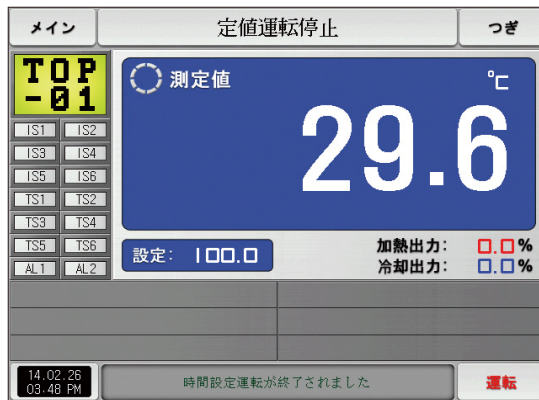 メイン
定値運転停止
つぎ
TOP
-01
測定値
℃
29.6
IS1 IS2
IS3 IS4
IS5 IS6
TS1 TS2
TS3 TS4
TS5 TS6
AL1 AL2
設定: 100.0
加熱出力: 0.0%
冷却出力: 0.0%
14.02.26
03:48 PM
時間設定運転が終了されました
運転